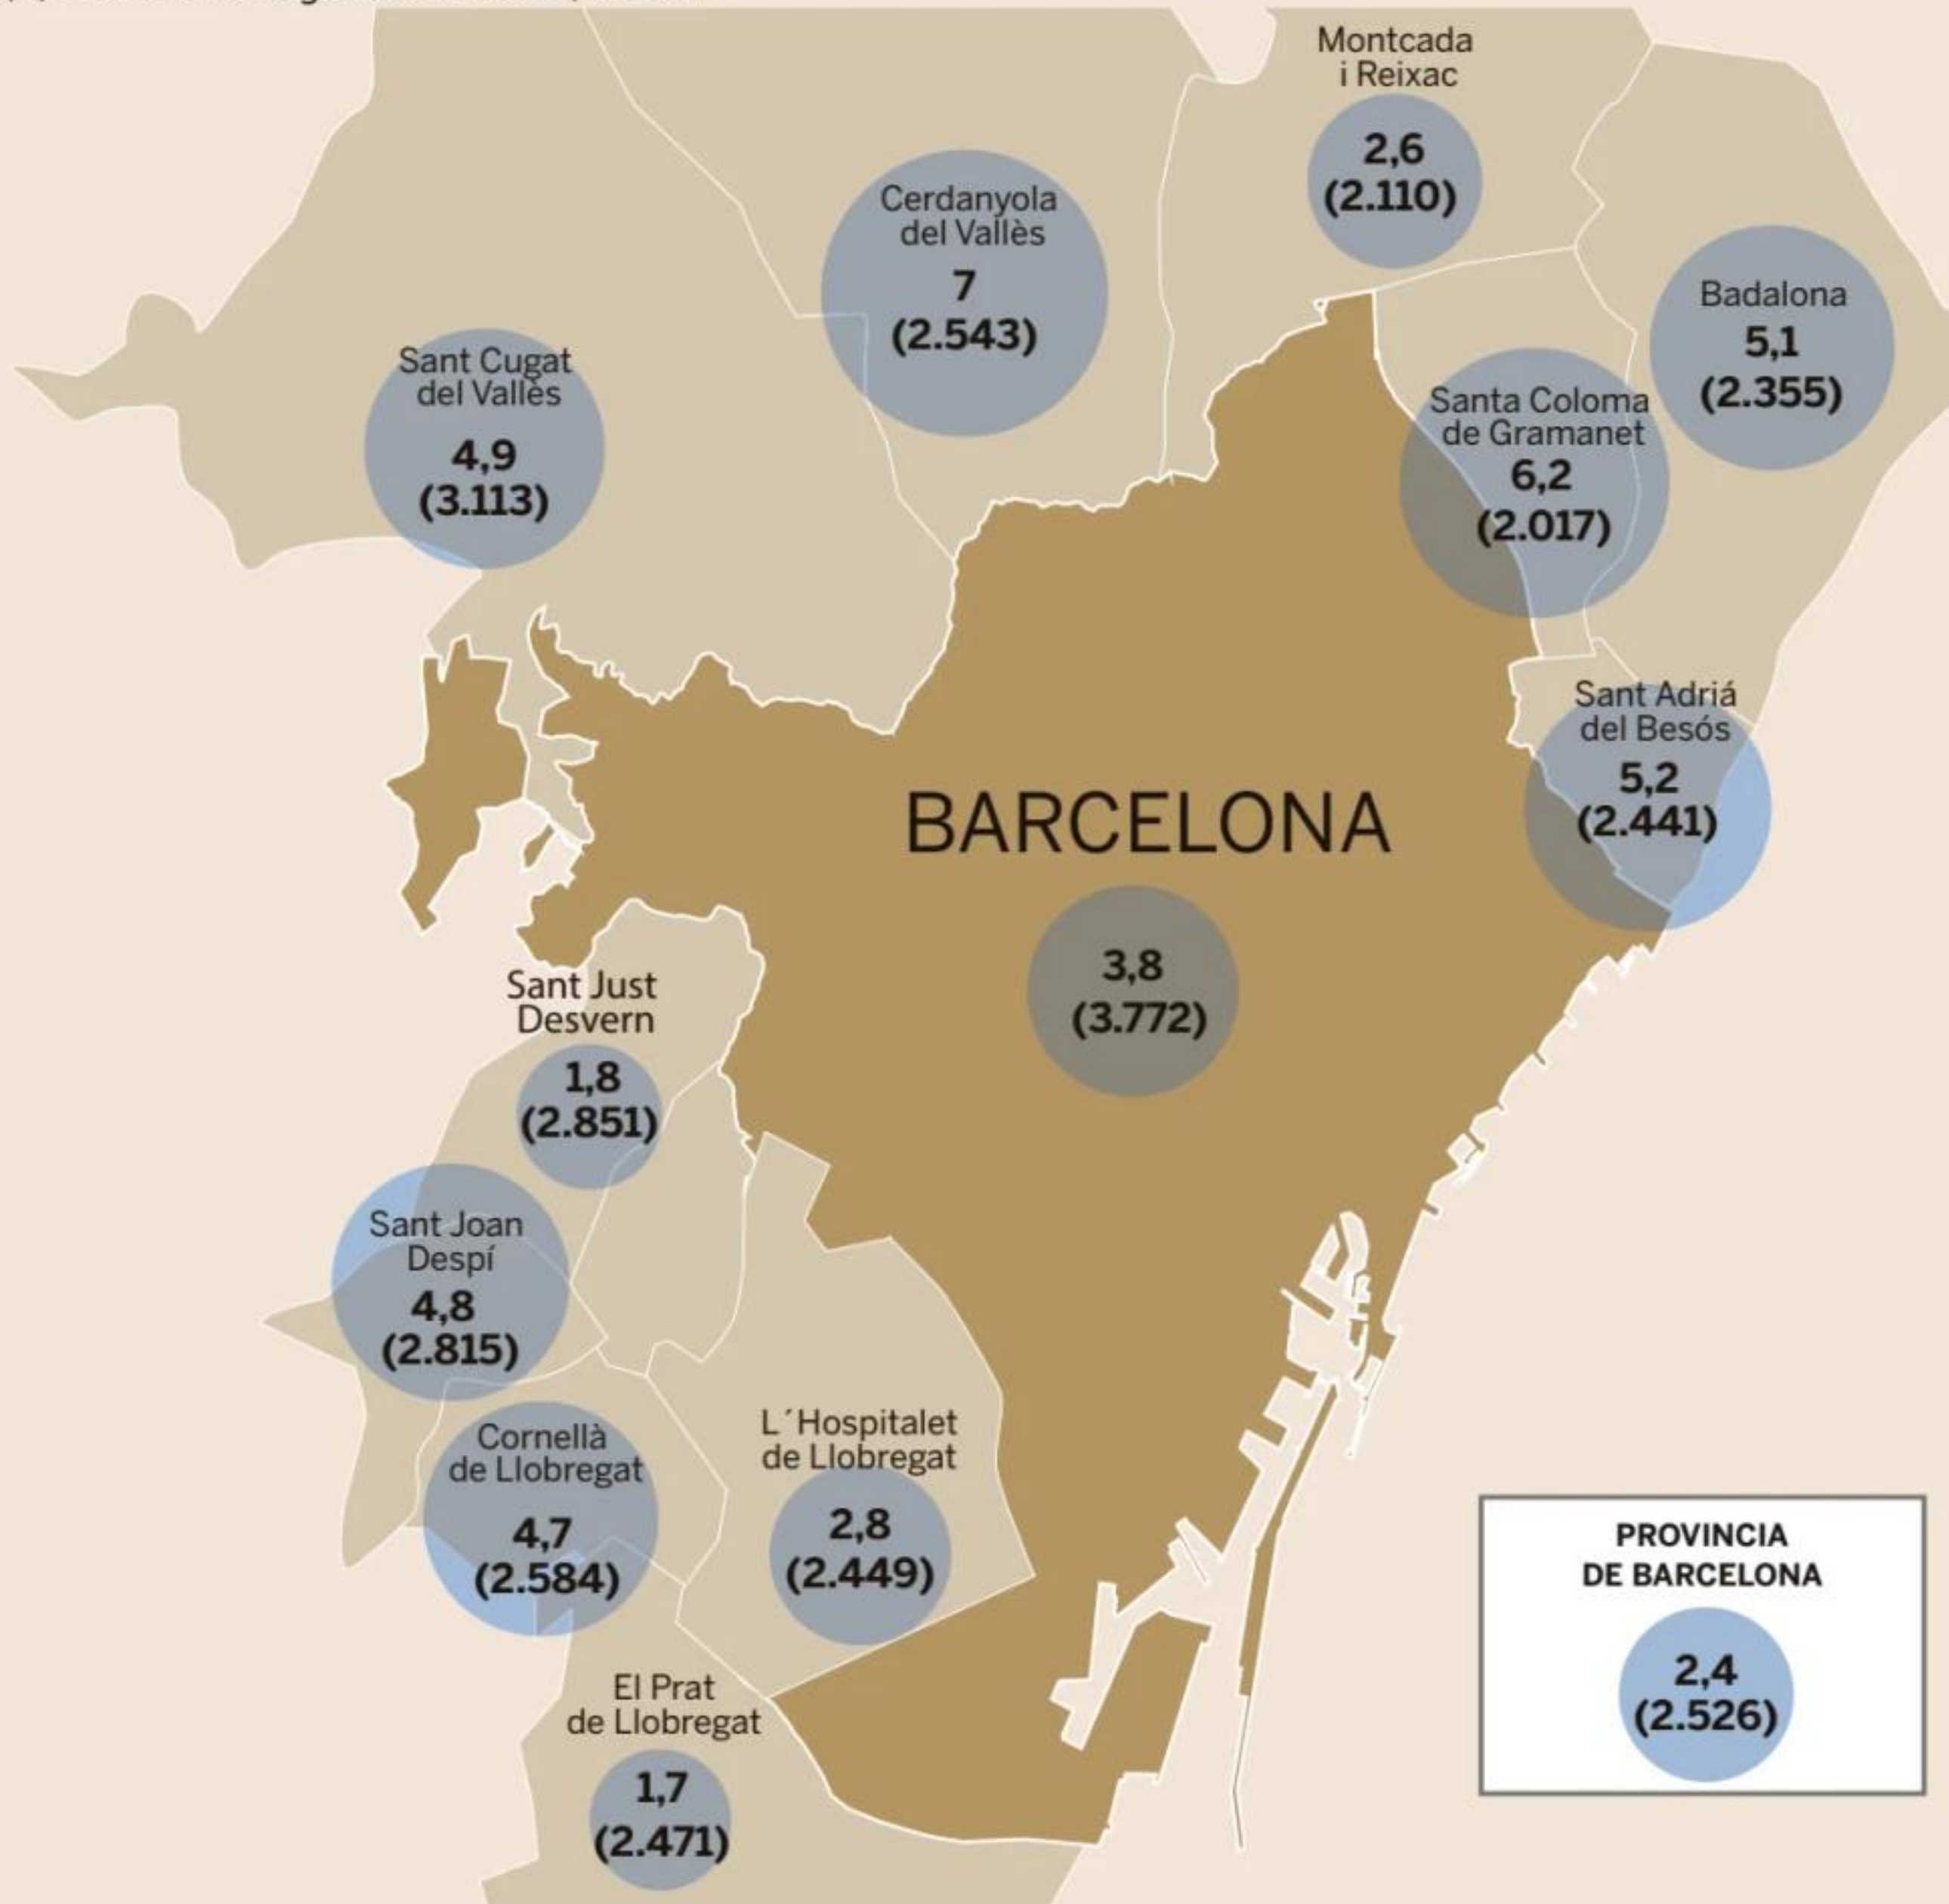 Montcada
i Reixac
2,6
(2.110)
Cerdanyola
del Vallès
7
(2.543)
Badalona
5,1
(2.355)
Sant Cugat
del Vallès
4,9
(3.113)
Santa Coloma
de Gramanet
6,2
(2.017)
Sant Adriá
del Besós
5,2
(2.441)
BARCELONA
3,8
(3.772)
Sant Just
Desvern
1,8
(2.851)
Sant Joan
Despí
4,8
(2.815)
Cornellà
de Llobregat
4,7
(2.584)
L´Hospitalet
de Llobregat
2,8
(2.449)
El Prat
de Llobregat
1,7
(2.471)
PROVINCIA
DE BARCELONA
2,4
(2.526)